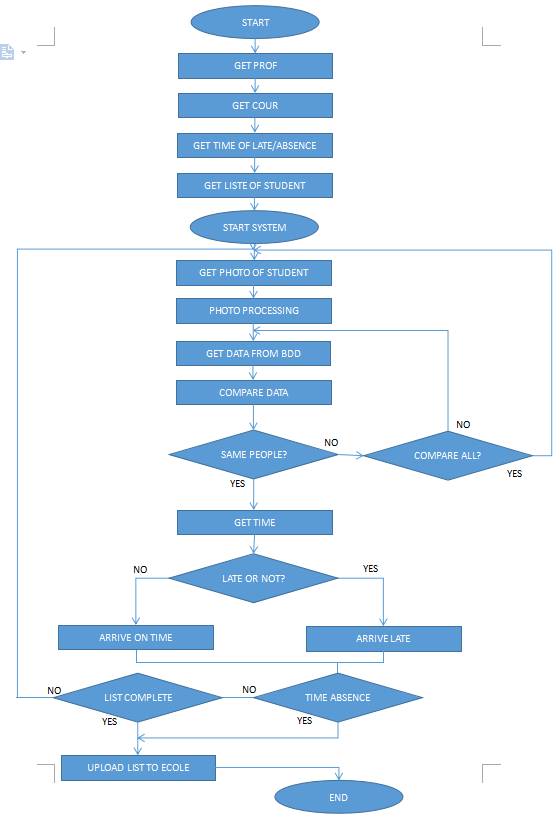 START
GET PROF
GET COUR
GET TIME OF LATE/ABSENCE
GET LISTE OF STUDENT
START SYSTEM
GET PHOTO OF STUDENT
PHOTO PROCESSING
GET DATA FROM BDD
COMPARE DATA
NO
SAME PEOPLE?
NO
COMPARE ALL?
YES
YES
GET TIME
NO
YES
LATE OR NOT?
ARRIVE ON TIME
ARRIVE LATE
NO
LIST COMPLETE
NO
TIME ABSENCE
YES
YES
UPLOAD LIST TO ECOLE
END